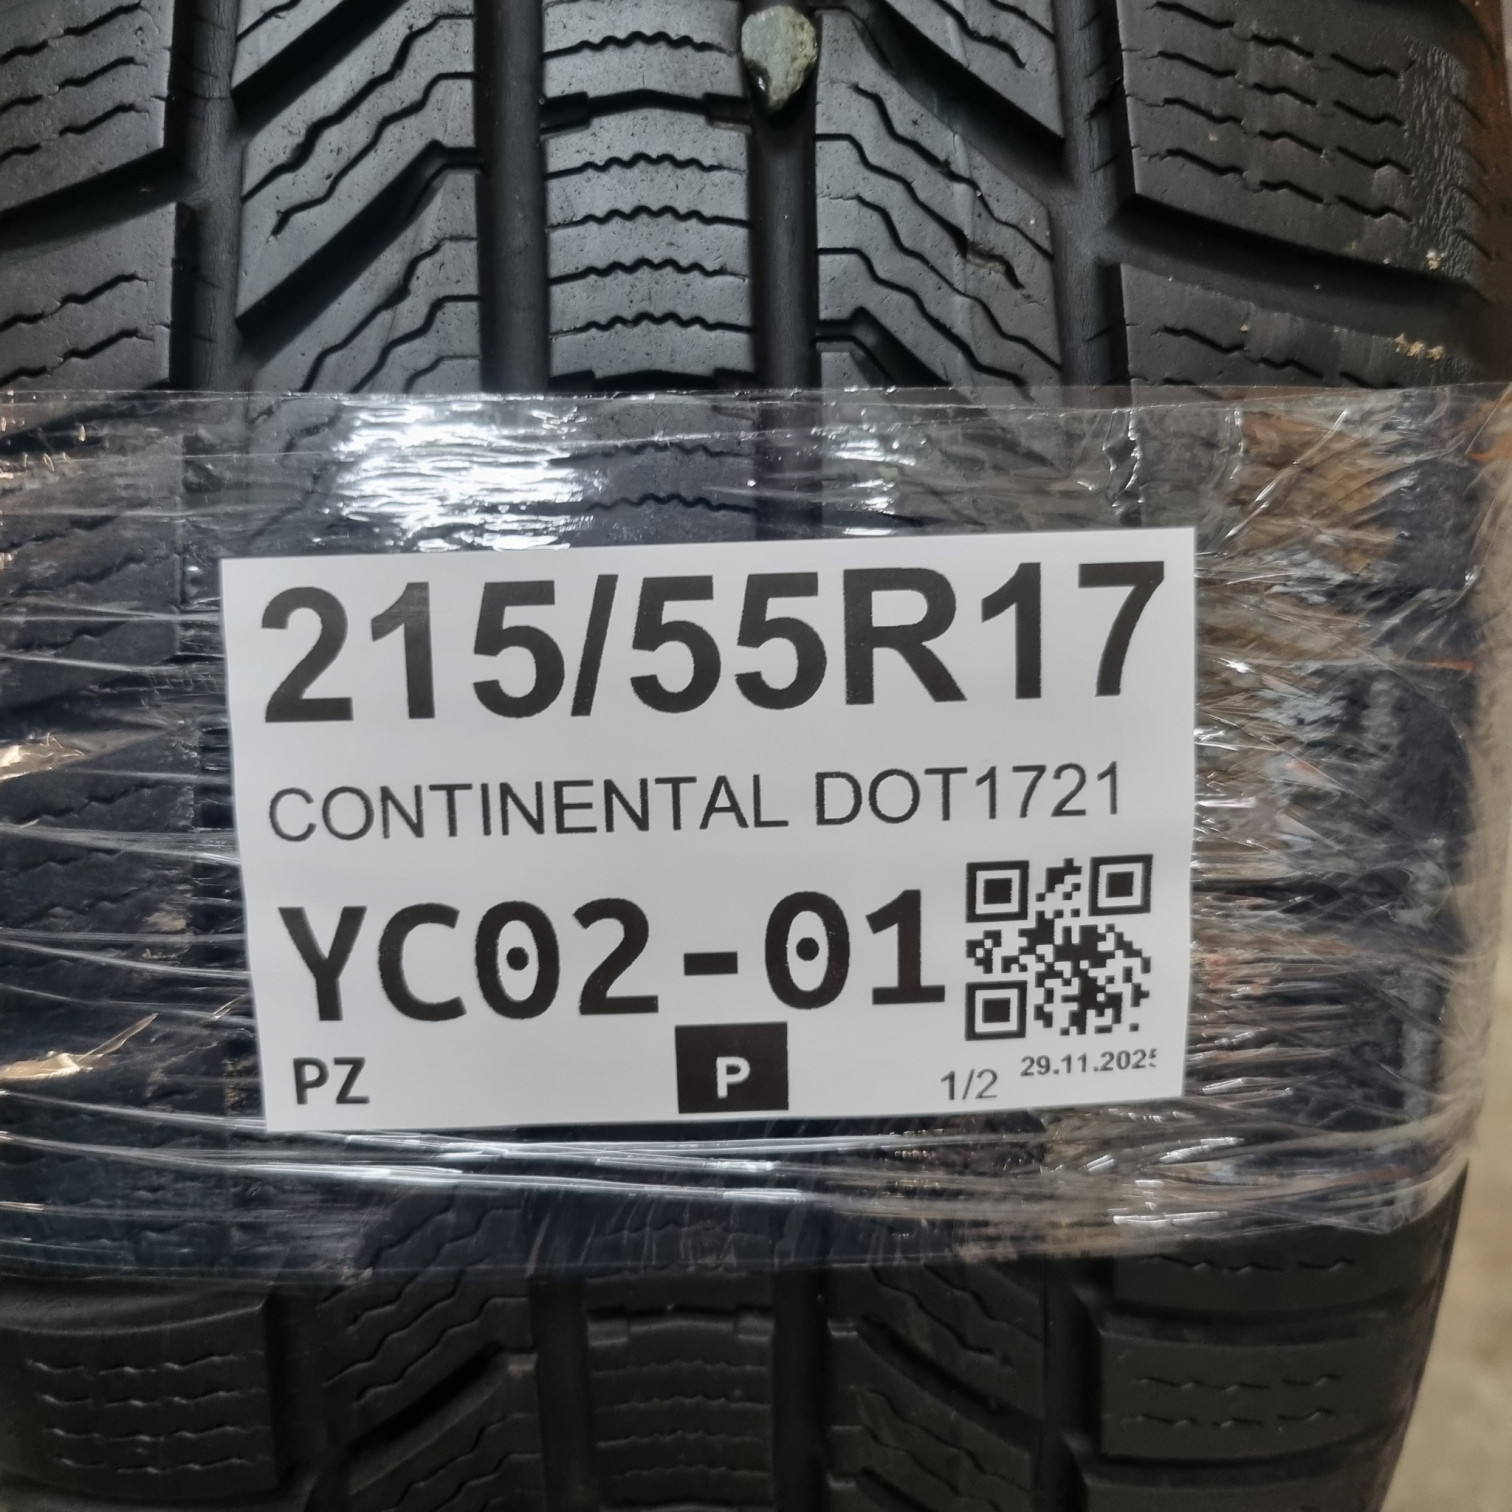 215/55R17
CONTINENTAL DOT1721
YC02-01
PZ
P
1/2
29.11.2025